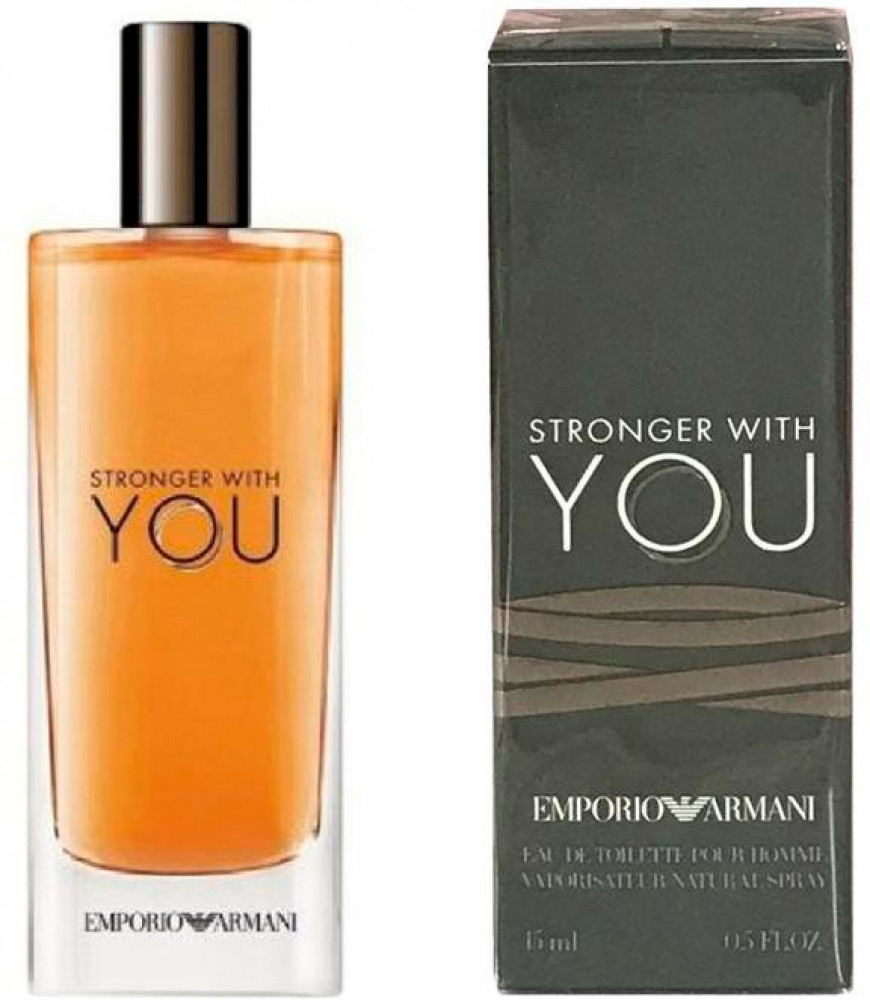 STRONGER WITH
YOU
EMPORIO ARMANI
STRONGER WITH
YOU
EMPORIO ARMANI
EAU DE TOILETTE POUR HOMME
VAPORISATEUR NATURAL SPRAY
15 ml 0.5 FL.OZ.